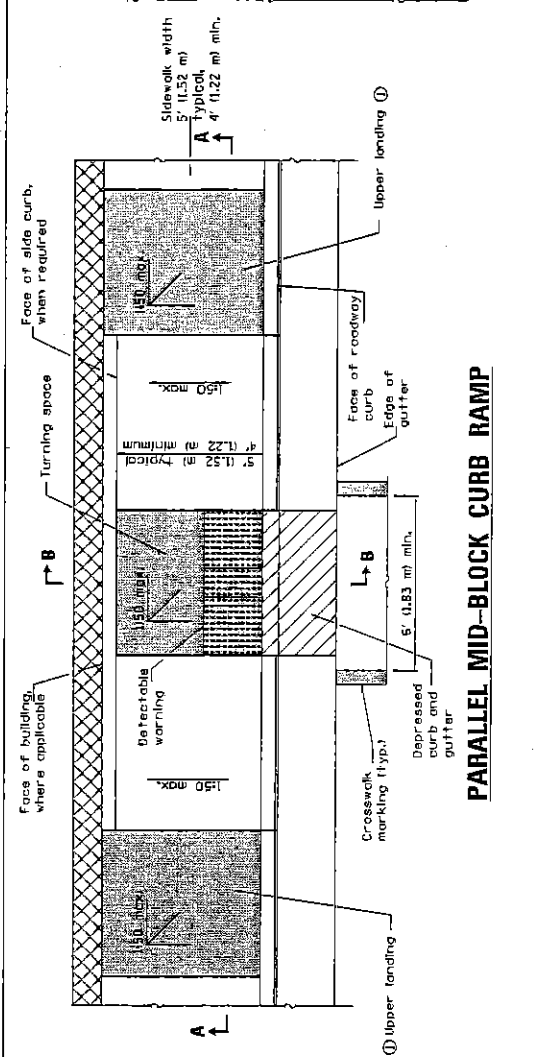 Face of building,
where applicable
B
Turning space
Face of side curb,
when required
Sidewalk width
5' (1.52 m)
typical,
4' (1.22 m) min.
A
A
1:50 max.
1:50 max.
1:50 max.
1:50 max.
1:50 max.
5' (1.52 m) typical
4' (1.22 m) minimum
Detectable
warning
① Upper landing
Upper landing ①
Crosswalk
marking (typ.)
Depressed
curb and
gutter
6' (1.83 m) min.
B
Face of roadway
curb
Edge of
gutter
PARALLEL MID-BLOCK CURB RAMP